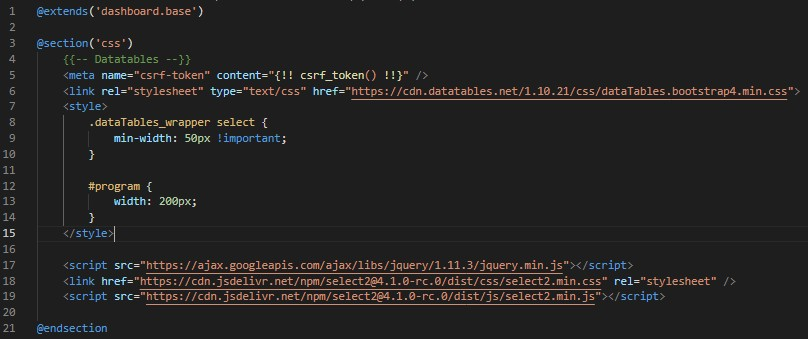 1 @extends('dashboard.base')
2
3 @section('css')
4     {{-- Datatables --}}
5     <meta name="csrf-token" content="{!! csrf_token() !!}" />
6     <link rel="stylesheet" type="text/css" href="https://cdn.datatables.net/1.10.21/css/dataTables.bootstrap4.min.css">
7     <style>
8         .dataTables_wrapper select {
9             min-width: 50px !important;
10         }
11
12         #program {
13             width: 200px;
14         }
15     </style>
16
17     <script src="https://ajax.googleapis.com/ajax/libs/jquery/1.11.3/jquery.min.js"></script>
18     <link href="https://cdn.jsdelivr.net/npm/select2@4.1.0-rc.0/dist/css/select2.min.css" rel="stylesheet" />
19     <script src="https://cdn.jsdelivr.net/npm/select2@4.1.0-rc.0/dist/js/select2.min.js"></script>
20
21 @endsection